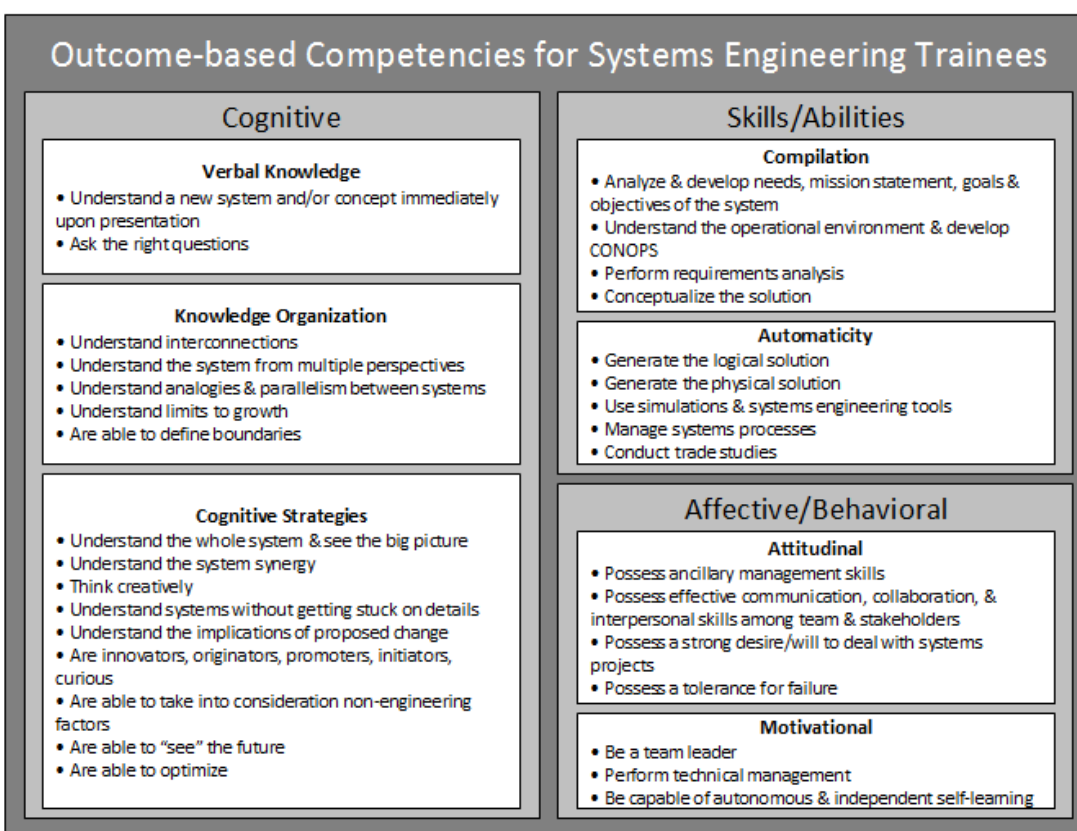 Outcome-based Competencies for Systems Engineering Trainees
Cognitive
Verbal Knowledge
• Understand a new system and/or concept immediately
upon presentation
• Ask the right questions
Knowledge Organization
• Understand interconnections
• Understand the system from multiple perspectives
• Understand analogies & parallelism between systems
• Understand limits to growth
• Are able to define boundaries
Cognitive Strategies
• Understand the whole system & see the big picture
• Understand the system synergy
• Think creatively
• Understand systems without getting stuck on details
• Understand the implications of proposed change
• Are innovators, originators, promoters, initiators,
curious
• Are able to take into consideration non-engineering
factors
• Are able to “see” the future
• Are able to optimize
Skills/Abilities
Compilation
• Analyze & develop needs, mission statement, goals &
objectives of the system
• Understand the operational environment & develop
CONOPS
• Perform requirements analysis
• Conceptualize the solution
Automaticity
• Generate the logical solution
• Generate the physical solution
• Use simulations & systems engineering tools
• Manage systems processes
• Conduct trade studies
Affective/Behavioral
Attitudinal
• Possess ancillary management skills
• Possess effective communication, collaboration, &
interpersonal skills among team & stakeholders
• Possess a strong desire/will to deal with systems
projects
• Possess a tolerance for failure
Motivational
• Be a team leader
• Perform technical management
• Be capable of autonomous & independent self-learning